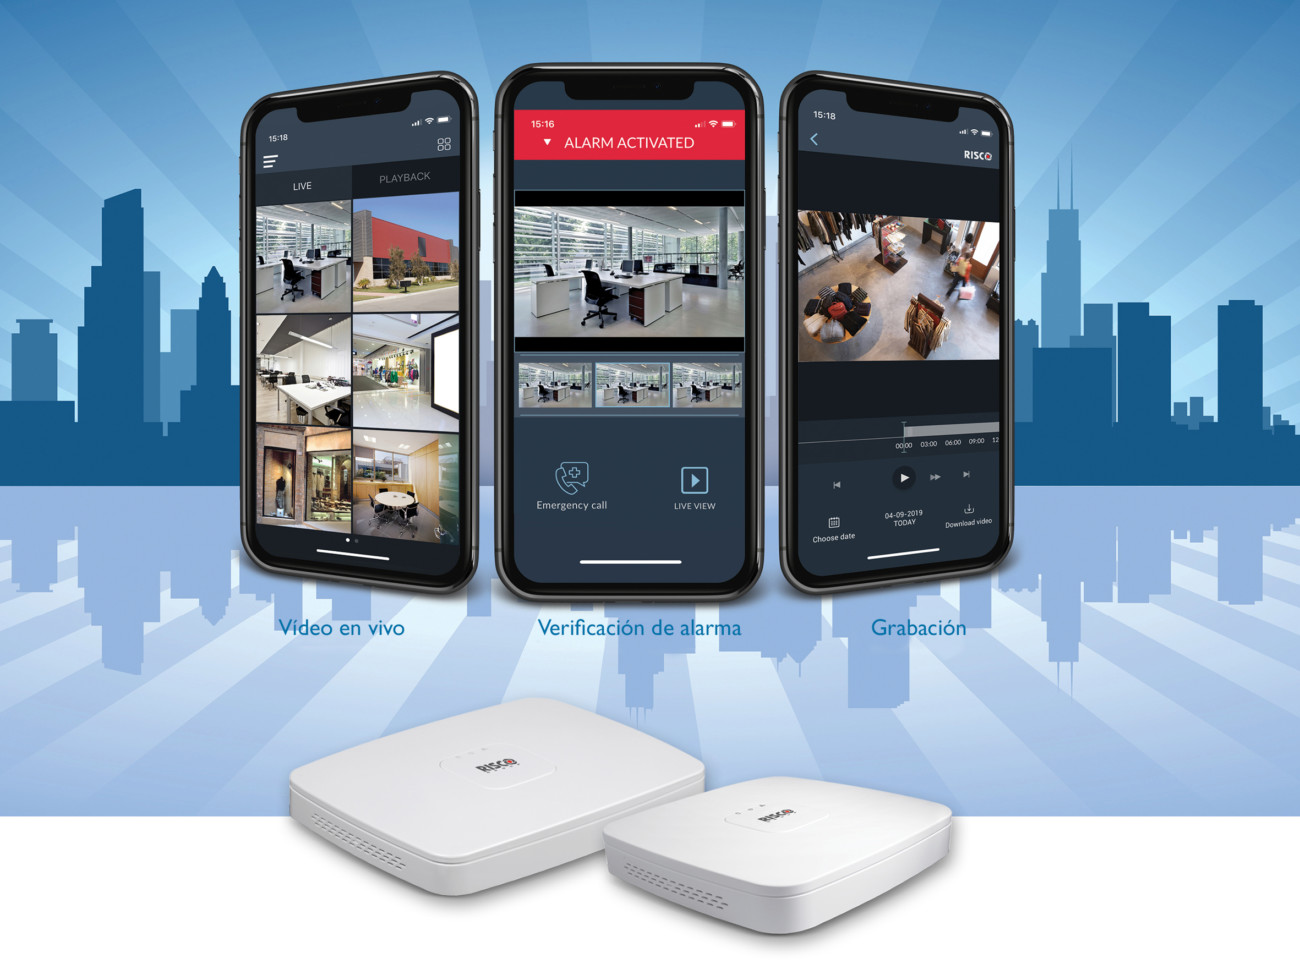 15:18
LIVE
PLAYBACK
15:16
ALARM ACTIVATED
Emergency call
LIVE VIEW
15:18
RISCO
00:00 03:00 06:00 09:00 12
04-09-2019
TODAY
Choose date
Download video
Vídeo en vivo
Verificación de alarma
Grabación
RISCO
RISCO